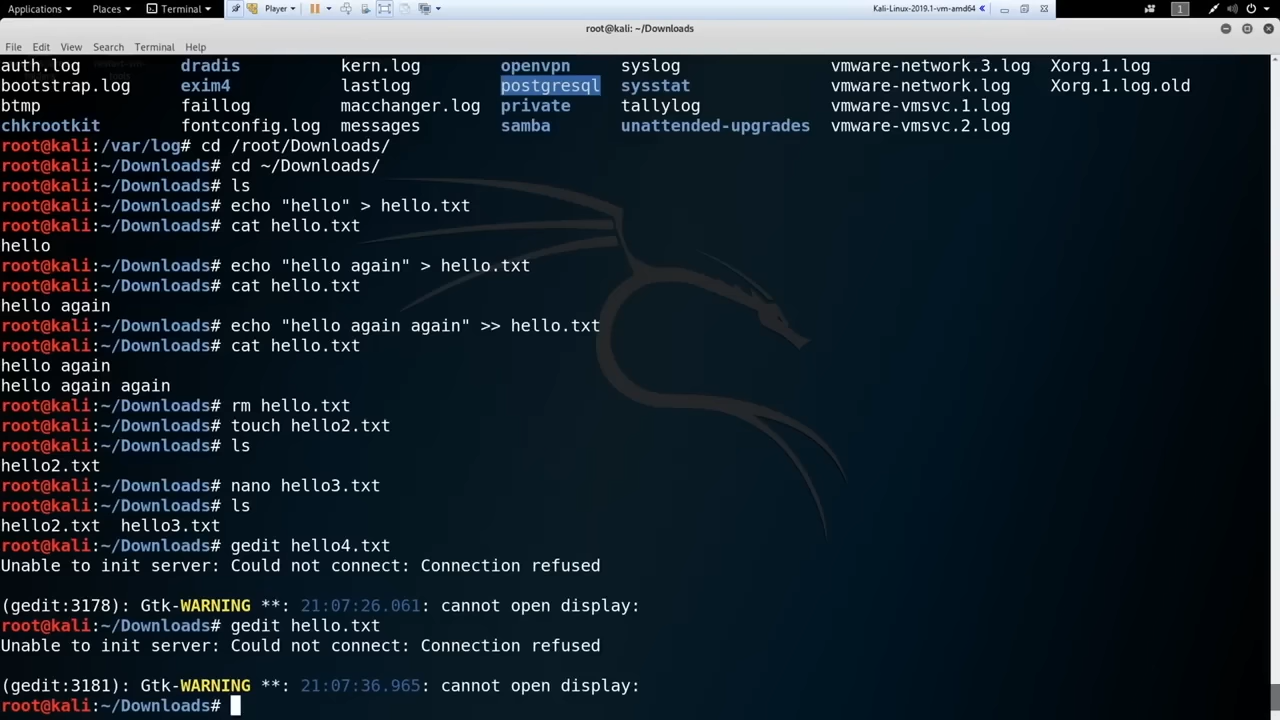 Applications Places Terminal Player Kali-Linux-2019.1-vm-amd64 1
root@kali: ~/Downloads
File Edit View Search Terminal Help
auth.log dradis kern.log openvpn syslog vmware-network.3.log Xorg.1.log
bootstrap.log exim4 lastlog postgresql sysstat vmware-network.log Xorg.1.log.old
btmp faillog macchanger.log private tallylog vmware-vmsvc.1.log
chkrootkit fontconfig.log messages samba unattended-upgrades vmware-vmsvc.2.log
root@kali:/var/log# cd /root/Downloads/
root@kali:~/Downloads# cd ~/Downloads/
root@kali:~/Downloads# ls
root@kali:~/Downloads# echo "hello" > hello.txt
root@kali:~/Downloads# cat hello.txt
hello
root@kali:~/Downloads# echo "hello again" > hello.txt
root@kali:~/Downloads# cat hello.txt
hello again
root@kali:~/Downloads# echo "hello again again" >> hello.txt
root@kali:~/Downloads# cat hello.txt
hello again
hello again again
root@kali:~/Downloads# rm hello.txt
root@kali:~/Downloads# touch hello2.txt
root@kali:~/Downloads# ls
hello2.txt
root@kali:~/Downloads# nano hello3.txt
root@kali:~/Downloads# ls
hello2.txt hello3.txt
root@kali:~/Downloads# gedit hello4.txt
Unable to init server: Could not connect: Connection refused
(gedit:3178): Gtk-WARNING **: 21:07:26.061: cannot open display:
root@kali:~/Downloads# gedit hello.txt
Unable to init server: Could not connect: Connection refused
(gedit:3181): Gtk-WARNING **: 21:07:36.965: cannot open display:
root@kali:~/Downloads#